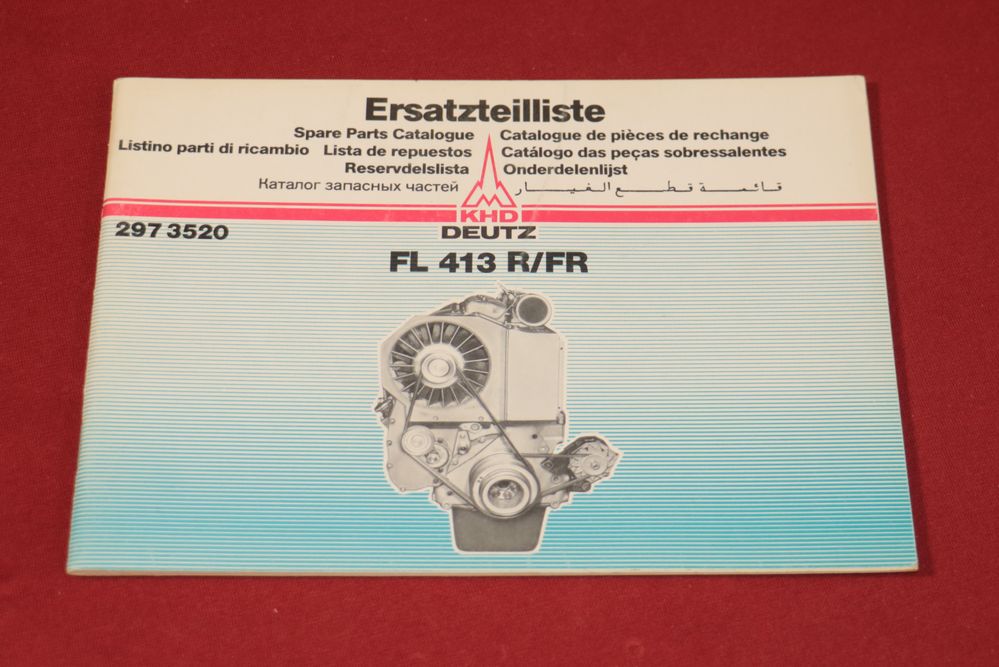 Ersatzteilliste
Spare Parts Catalogue Catalogue de pièces de rechange
Listino parti di ricambio Lista de repuestos Catálogo das peças sobressalentes
Reservdelslista Onderdelenlijst
Каталог запасных частей قائمة قطع الغيار
KHD
DEUTZ
297 3520
FL 413 R/FR